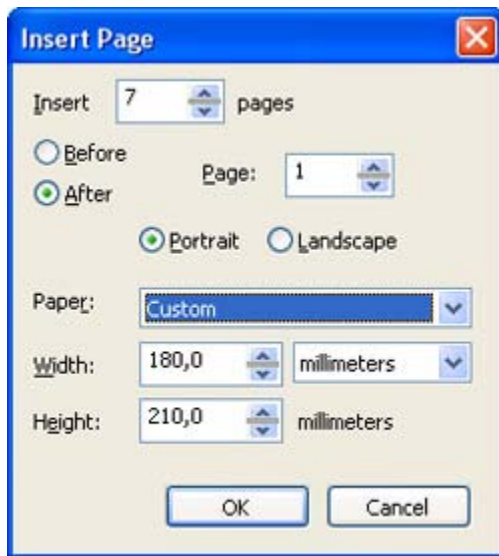 Insert Page
Insert 7 pages
Before
After
Page: 1
Portrait Landscape
Paper: Custom
Width: 180,0 millimeters
Height: 210,0 millimeters
OK Cancel